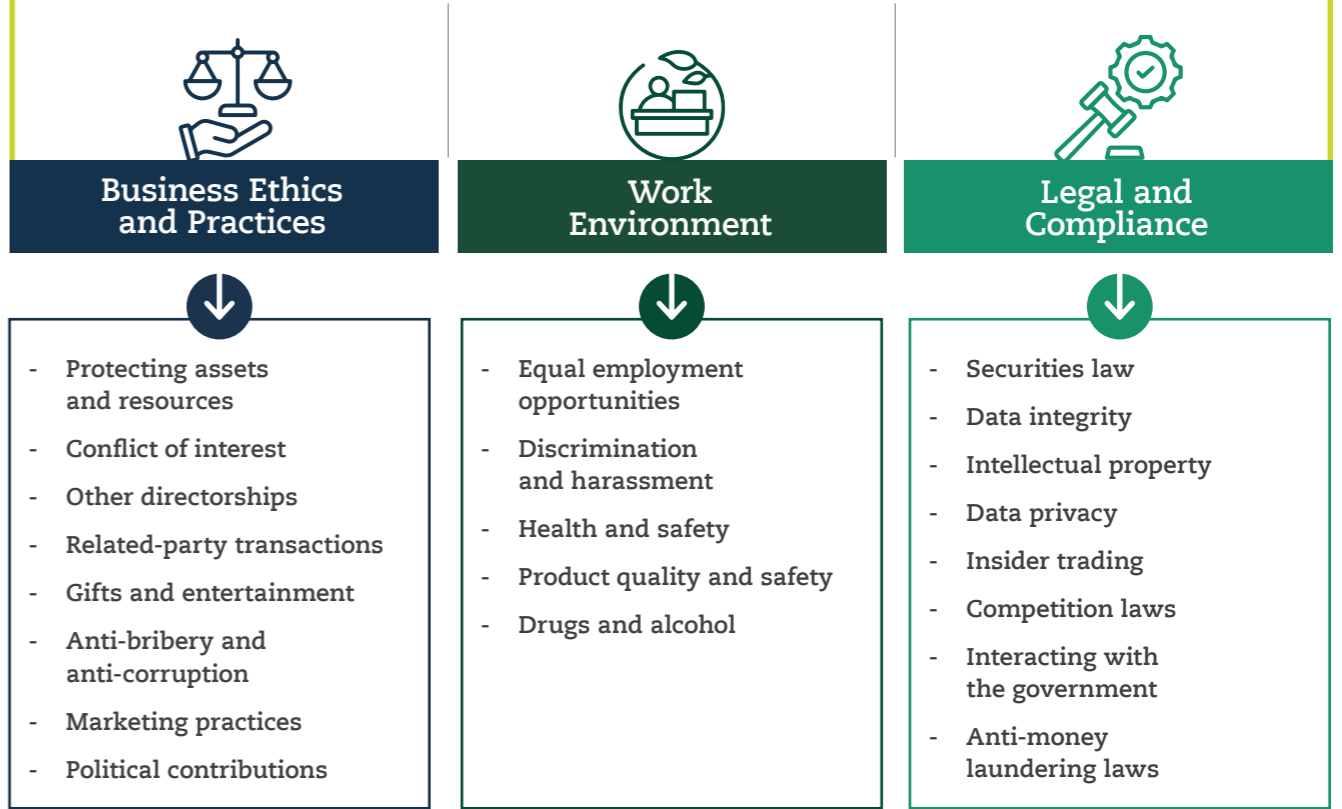 Business Ethics
and Practices
- Protecting assets
and resources
- Conflict of interest
- Other directorships
- Related-party transactions
- Gifts and entertainment
- Anti-bribery and
anti-corruption
- Marketing practices
- Political contributions
Work
Environment
- Equal employment
opportunities
- Discrimination
and harassment
- Health and safety
- Product quality and safety
- Drugs and alcohol
Legal and
Compliance
- Securities law
- Data integrity
- Intellectual property
- Data privacy
- Insider trading
- Competition laws
- Interacting with
the government
- Anti-money
laundering laws